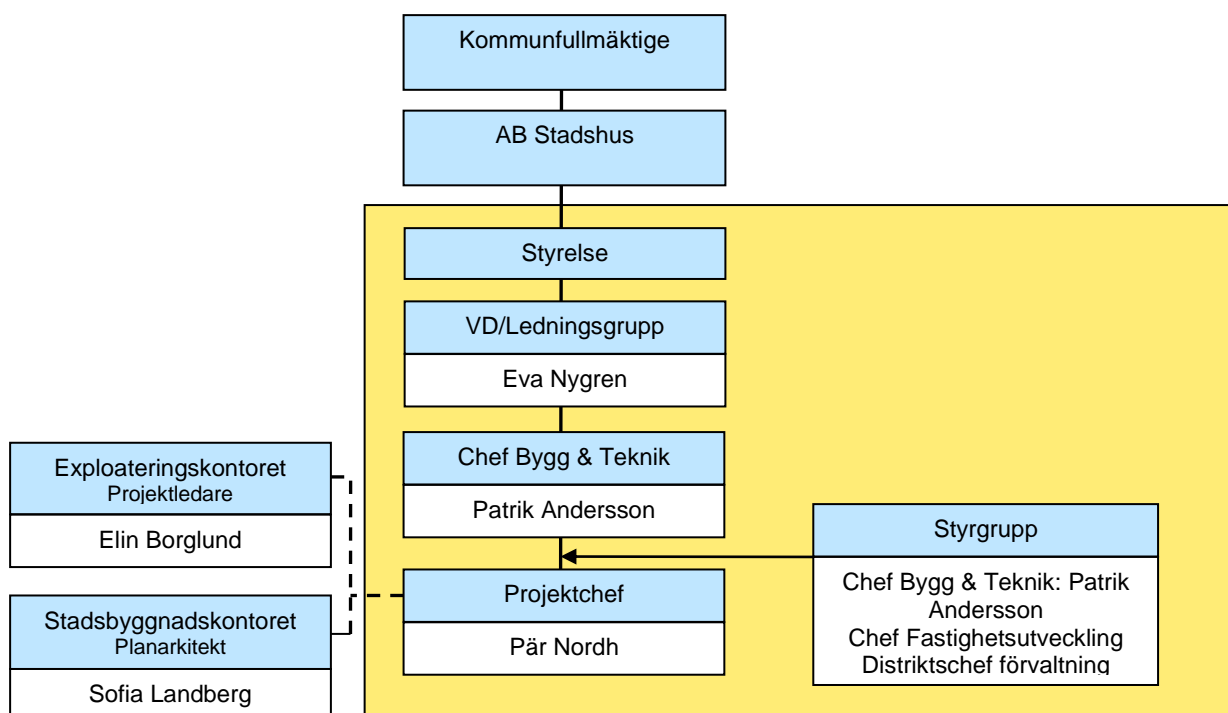 Kommunfullmäktige
AB Stadshus
Styrelse
VD/Ledningsgrupp
Eva Nygren
Chef Bygg & Teknik
Patrik Andersson
Exploateringskontoret
Projektledare
Elin Borglund
Styrgrupp
Chef Bygg & Teknik: Patrik
Andersson
Chef Fastighetsutveckling
Distriktschef förvaltning
Projektchef
Pär Nordh
Stadsbyggnadskontoret
Planarkitekt
Sofia Landberg